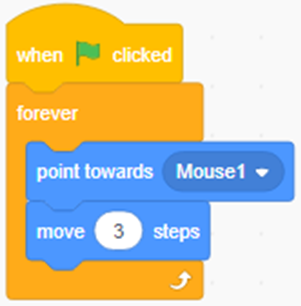 when clicked
forever
point towards Mouse1
move 3 steps